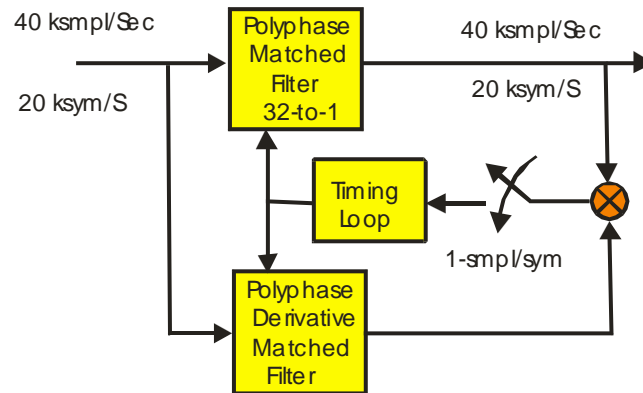 40 ksmpl/Sec
20 ksym/S
Polyphase
Matched
Filter
32-to-1
40 ksmpl/Sec
20 ksym/S
Timing
Loop
1-smpl/sym
Polyphase
Derivative
Matched
Filter